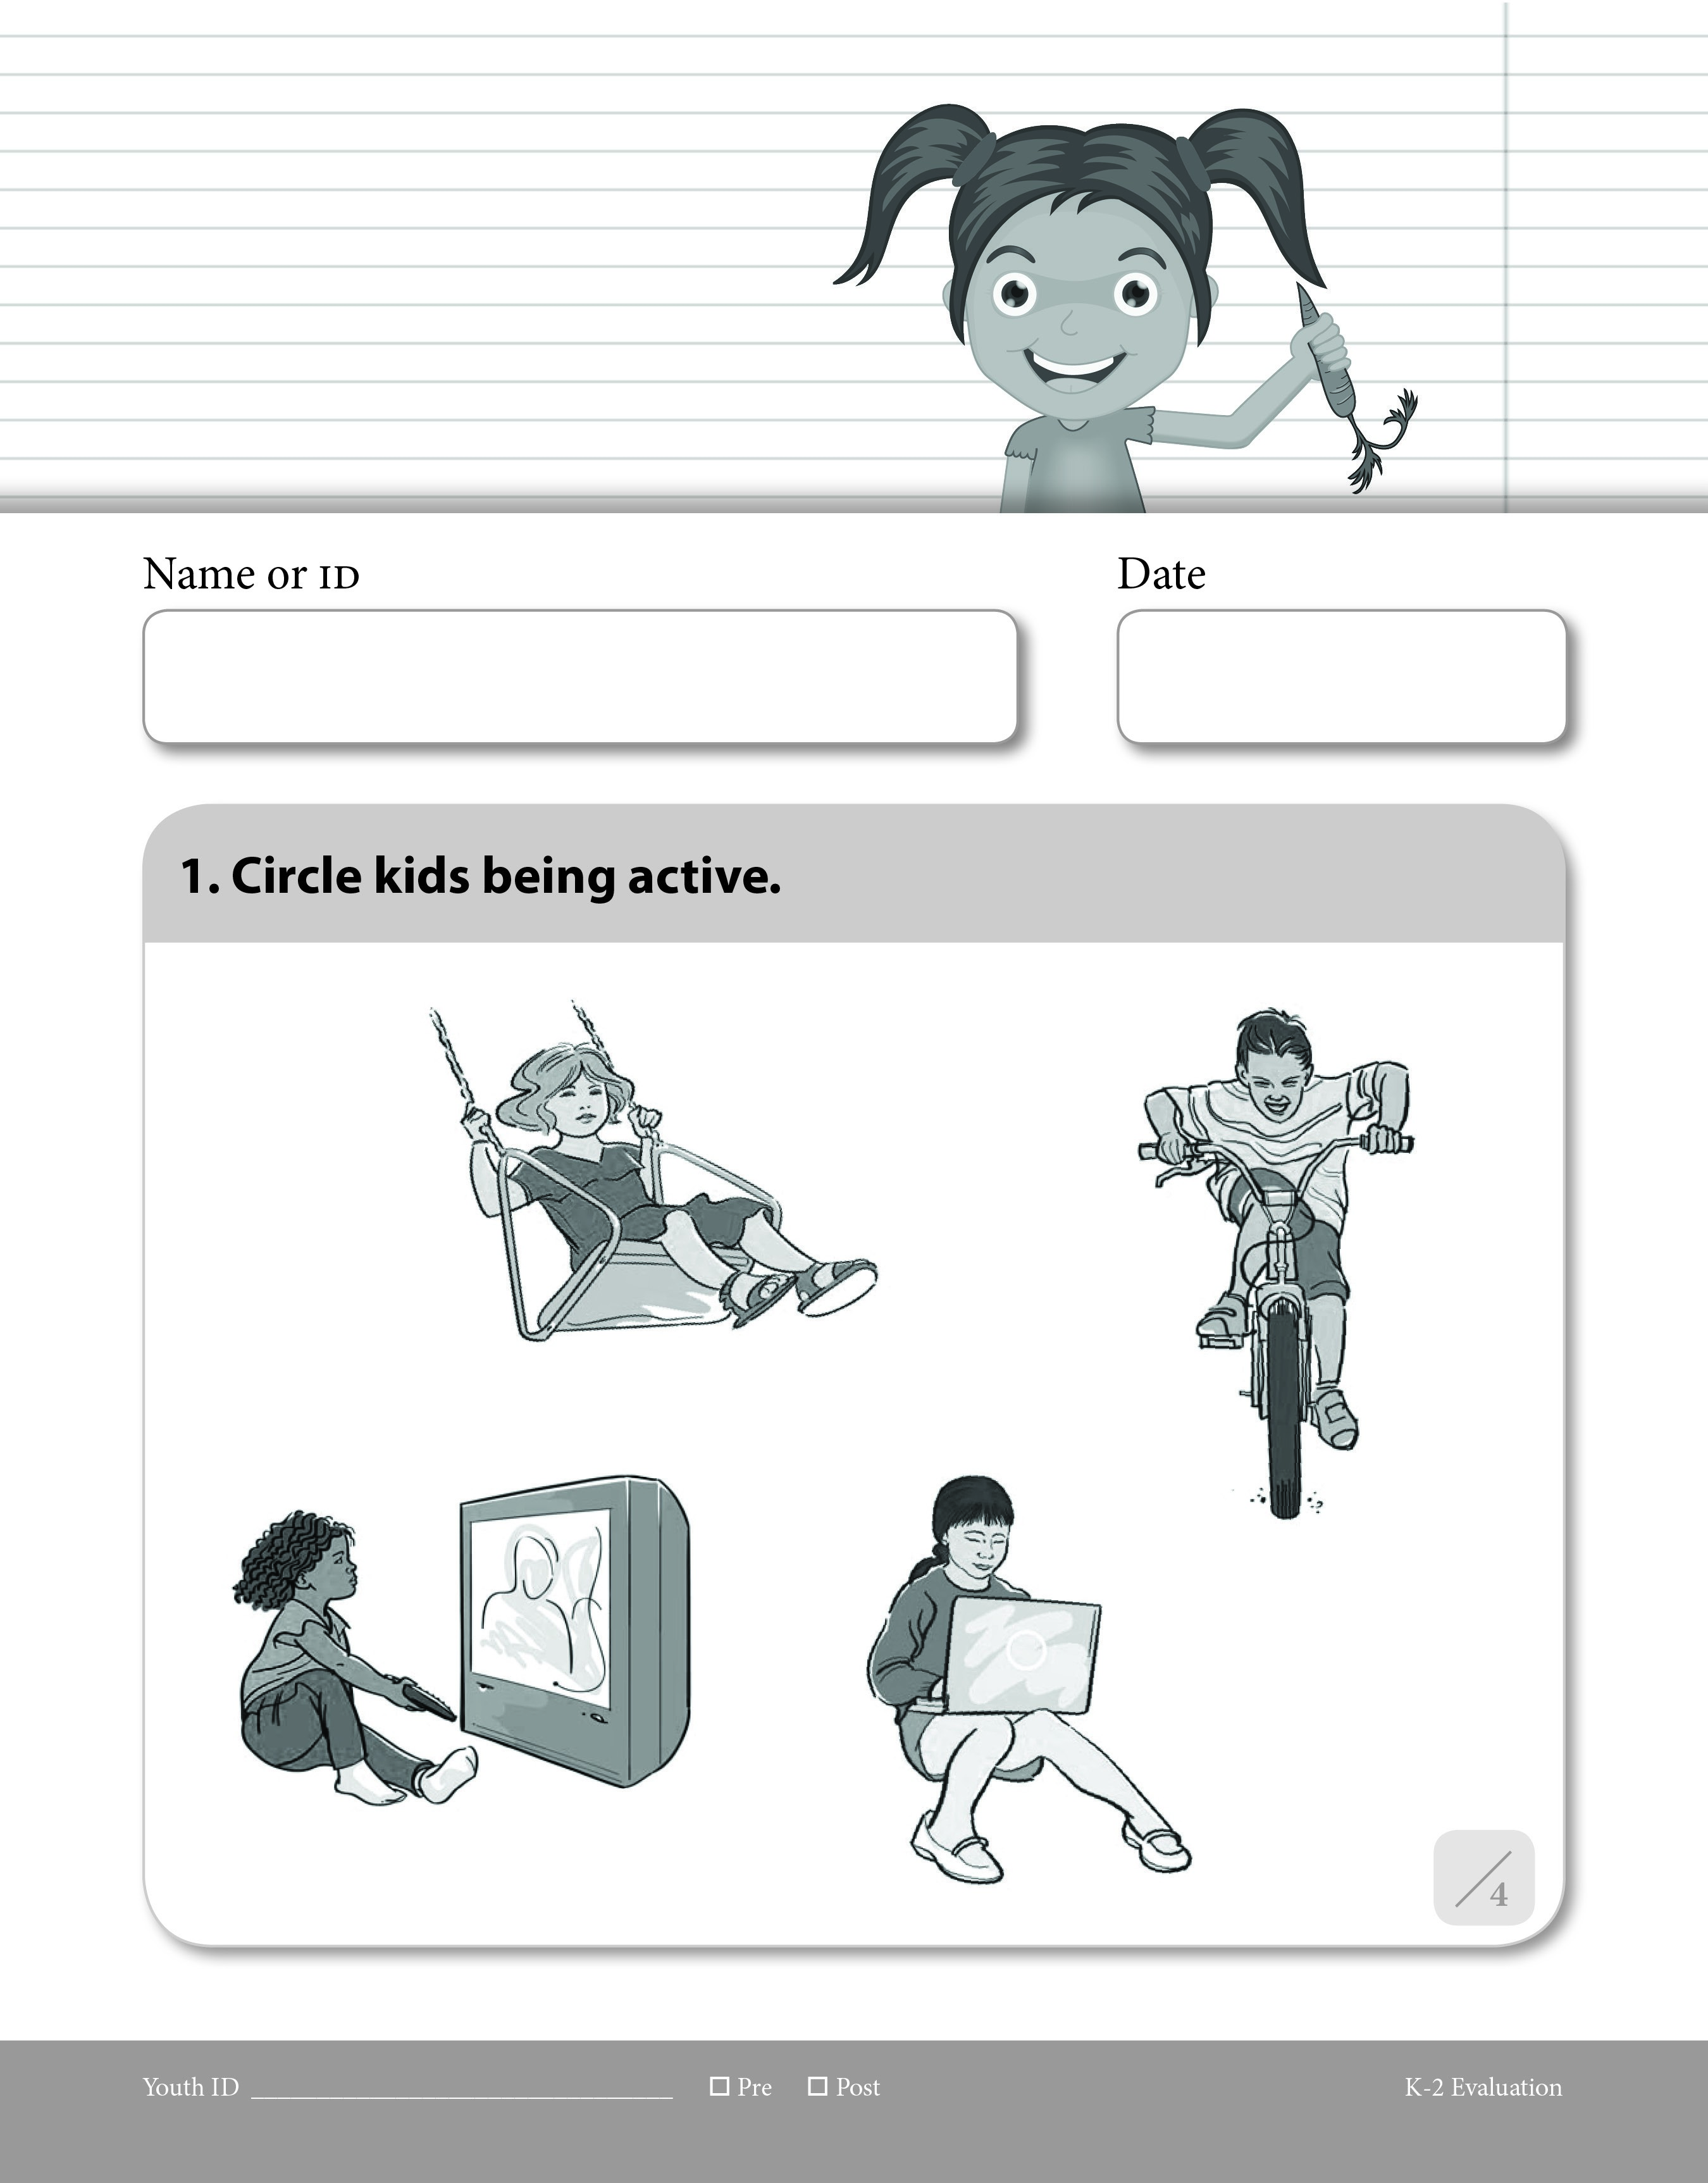 Name or ID
Date
1. Circle kids being active.
4
Youth ID
Pre
Post
K-2 Evaluation